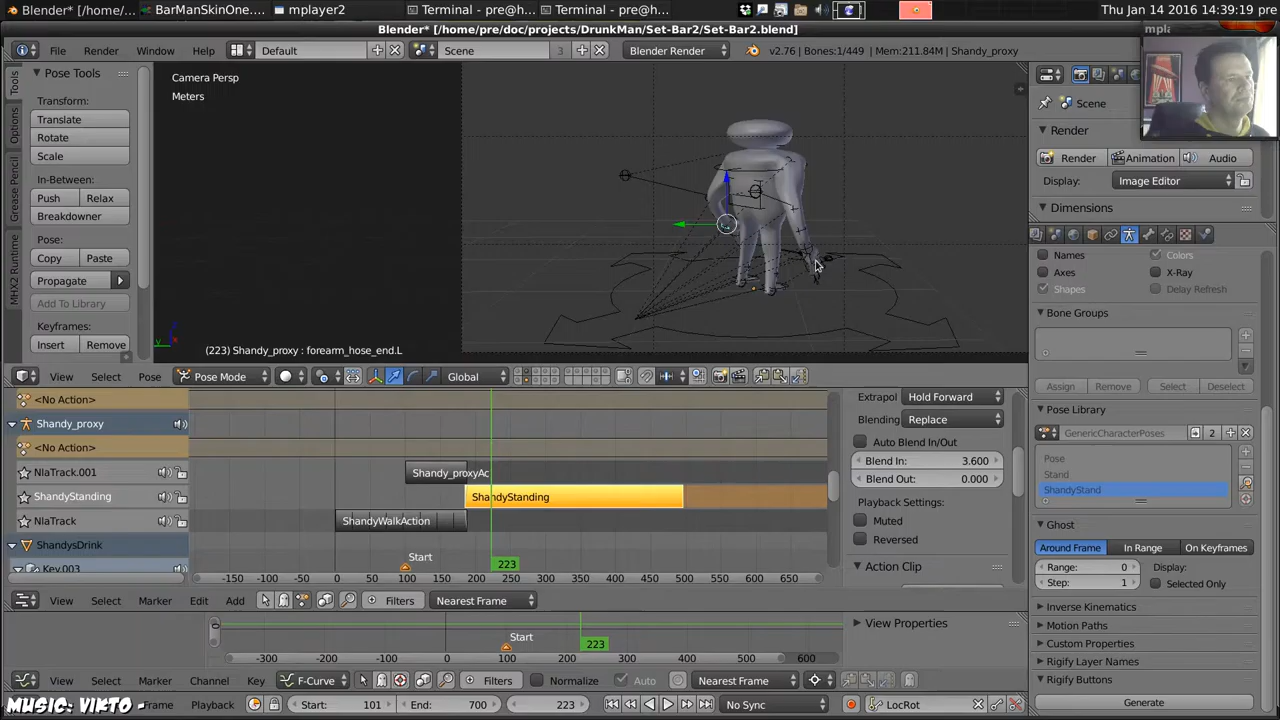 Blender* [/home/...
BarManSkinOne....
mplayer2
Terminal - pre@h...
Terminal - pre@h...
Thu Jan 14 2016 14:39:19 pre
Blender* [/home/pre/doc/projects/DrunkMan/Set-Bar2/Set-Bar2.blend]
mpla
File Render Window Help
Default
Scene
3
Blender Render
v2.76 | Bones:1/449 | Mem:211.84M | Shandy_proxy
Tools
Options
Grease Pencil
MHX2 Runtime
Pose Tools
Transform:
Translate
Rotate
Scale
In-Between:
Push Relax
Breakdowner
Pose:
Copy Paste
Propagate
Add To Library
Keyframes:
Insert Remove
Camera Persp
Meters
(223) Shandy_proxy : forearm_hose_end.L
View Select Pose
Pose Mode
Global
<No Action>
Shandy_proxy
<No Action>
NlaTrack.001
ShandyStanding
NlaTrack
ShandysDrink
Key.003
Shandy_proxyAc
ShandyStanding
ShandyWalkAction
Start
223
-150 -100 -50 0 50 100 150 200 250 300 350 400 450 500 550 600 650
View Select Marker Edit Add
Filters
Nearest Frame
Start
223
-300 -200 -100 0 100 200 300 400 500 600
View Select Marker Channel Key
F-Curve
Filters
Normalize
Auto
Nearest Frame
MUSIC: VIKTO
Frame Playback
Start: 101
End: 700
223
No Sync
LocRot
Extrapol Hold Forward
Blending Replace
Auto Blend In/Out
Blend In: 3.600
Blend Out: 0.000
Playback Settings:
Muted
Reversed
Action Clip
View Properties
Scene
Render
Render Animation Audio
Display: Image Editor
Dimensions
Names Colors
Axes X-Ray
Shapes Delay Refresh
Bone Groups
Assign Remove Select Deselect
Pose Library
GenericCharacterPoses
2
Pose
Stand
ShandyStand
Ghost
Around Frame In Range On Keyframes
Range: 0 Display:
Step: 1 Selected Only
Inverse Kinematics
Motion Paths
Custom Properties
Rigify Layer Names
Rigify Buttons
Generate